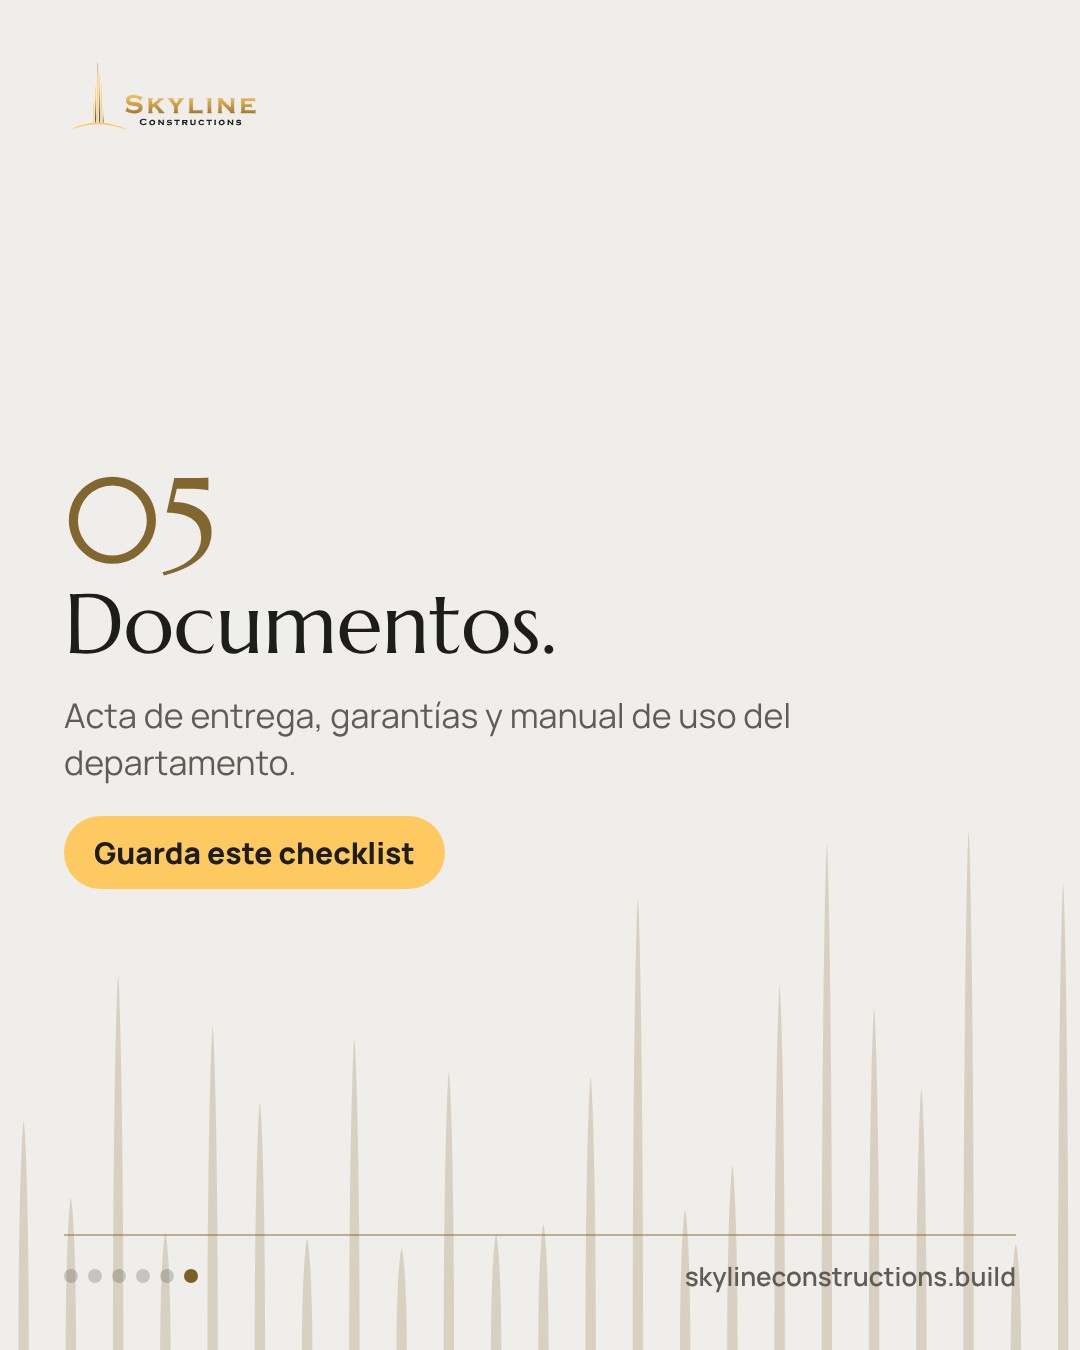 SKYLINE
CONSTRUCTIONS
05
Documentos.
Acta de entrega, garantías y manual de uso del
departamento.
Guarda este checklist
skylineconstructions.build